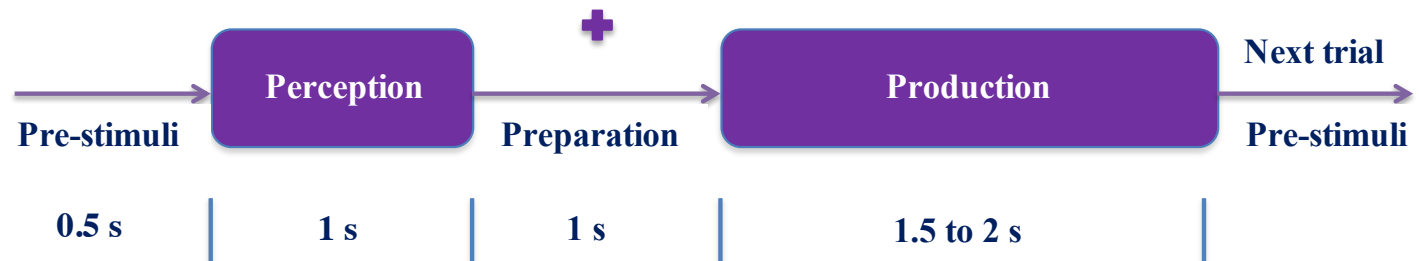 Next trial
Perception
Production
Pre-stimuli
Preparation
Pre-stimuli
0.5 s
1 s
1 s
1.5 to 2 s